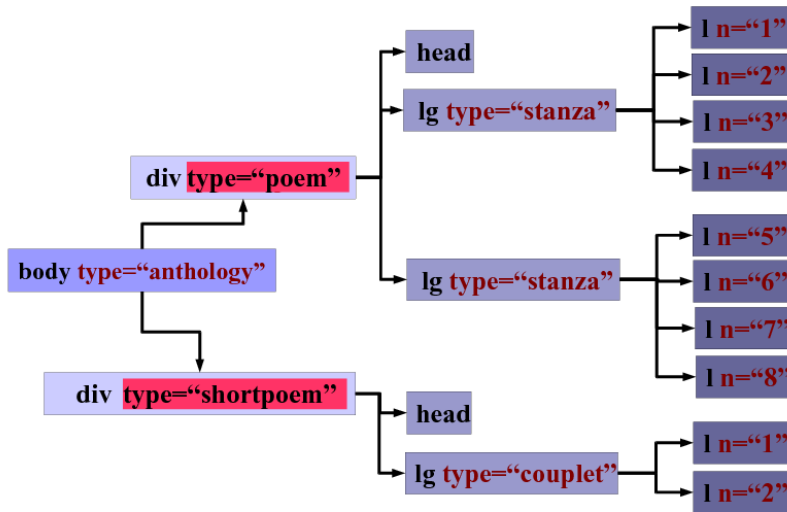 body type=“anthology”
div type=“poem”
head
lg type=“stanza”
l n=“1”
l n=“2”
l n=“3”
l n=“4”
lg type=“stanza”
l n=“5”
l n=“6”
l n=“7”
l n=“8”
div type=“shortpoem”
head
lg type=“couplet”
l n=“1”
l n=“2”